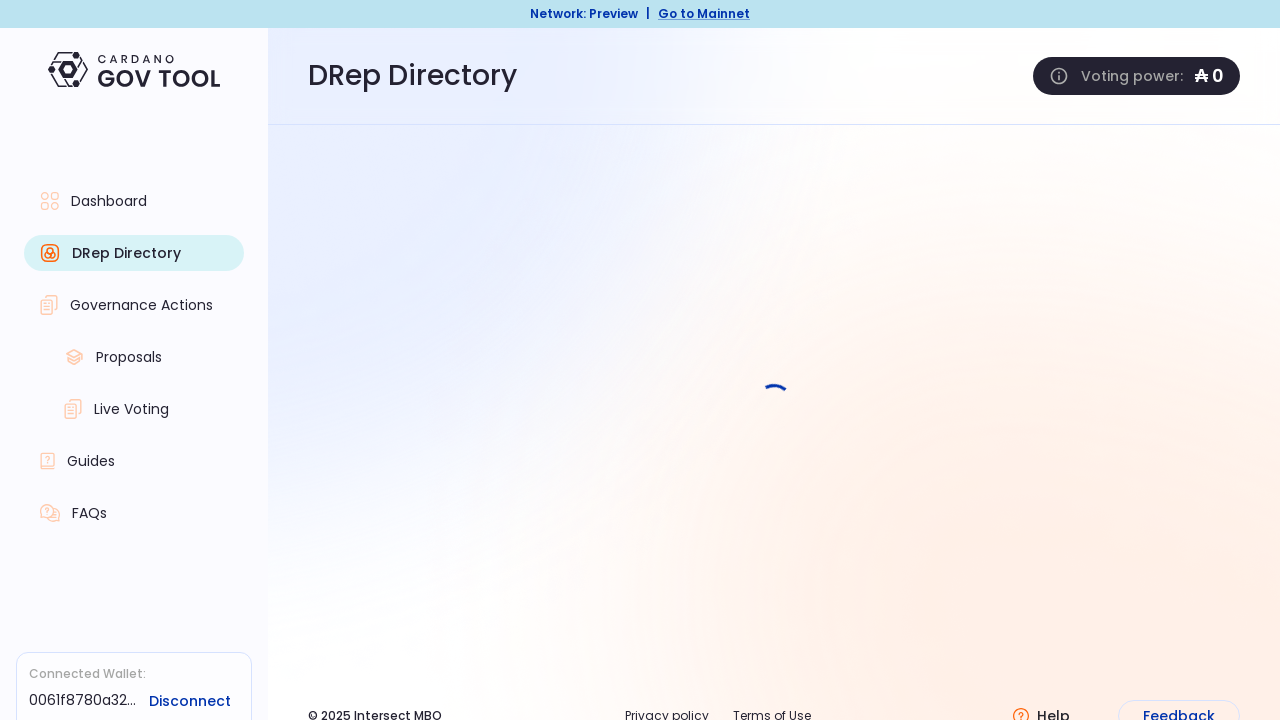 Network: Preview | Go to Mainnet
CARDANO
GOV TOOL
DRep Directory
Voting power: ₳ 0
Dashboard
DRep Directory
Governance Actions
Proposals
Live Voting
Guides
FAQs
Connected Wallet:
0061f8780a32... Disconnect
© 2025 Intersect MBO
Privacy policy
Terms of Use
Help
Feedback